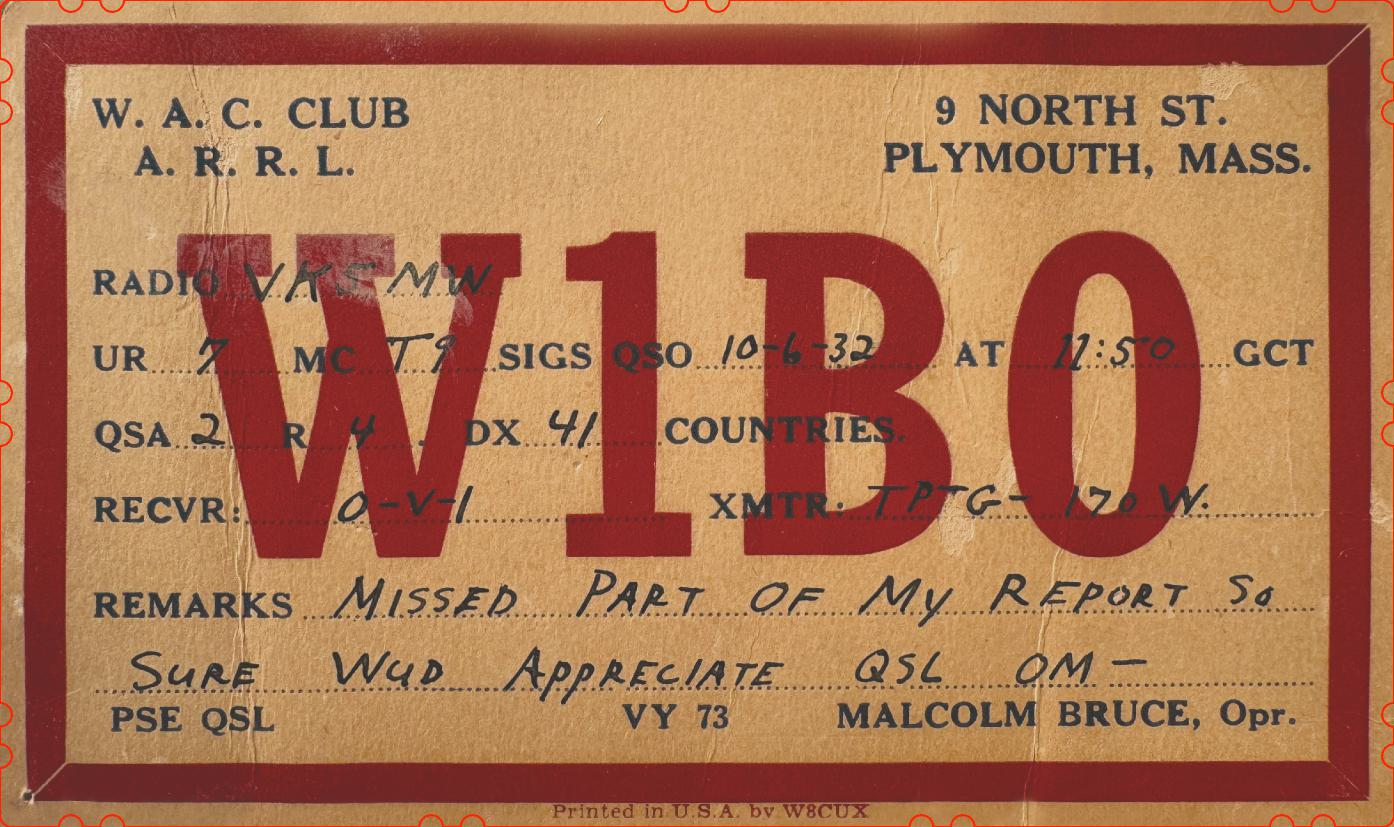 W. A. C. CLUB
A. R. R. L.
9 NORTH ST.
PLYMOUTH, MASS.
W1BO
RADIO VK5MW
UR 7 MC T9 SIGS QSO 10-6-32 AT 11:50 GCT
QSA 2 R 4 . DX 41 COUNTRIES.
RECVR: O-V-1 XMTR: TPTG- 170 W.
REMARKS MISSED PART OF MY REPORT SO
SURE WUD APPRECIATE QSL OM —
PSE QSL VY 73 MALCOLM BRUCE, Opr.
Printed in U.S.A. by W8CUX